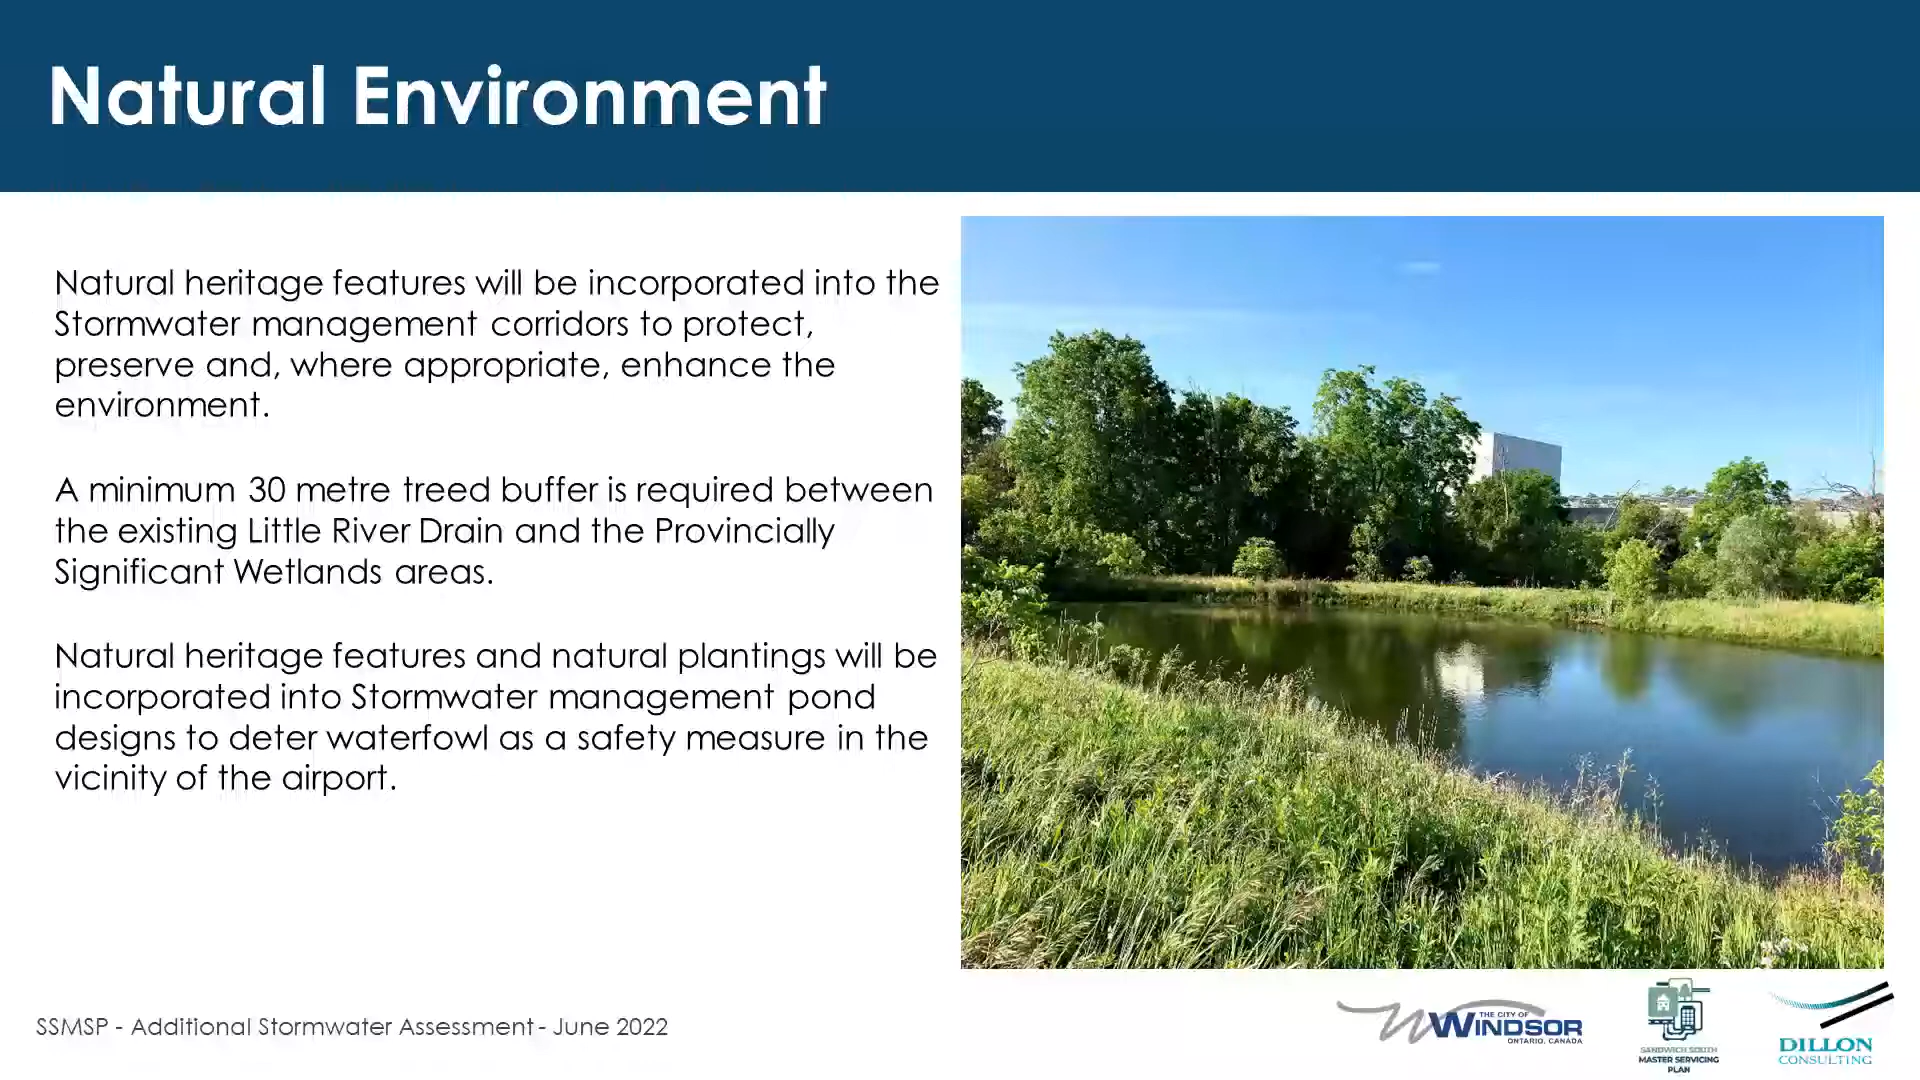 Natural Environment
Natural heritage features will be incorporated into the
Stormwater management corridors to protect,
preserve and, where appropriate, enhance the
environment.
A minimum 30 metre treed buffer is required between
the existing Little River Drain and the Provincially
Significant Wetlands areas.
Natural heritage features and natural plantings will be
incorporated into Stormwater management pond
designs to deter waterfowl as a safety measure in the
vicinity of the airport.
SSMSP - Additional Stormwater Assessment - June 2022
THE CITY OF
WINDSOR
ONTARIO, CANADA
SANDWICH SOUTH
MASTER SERVICING
PLAN
DILLON
CONSULTING